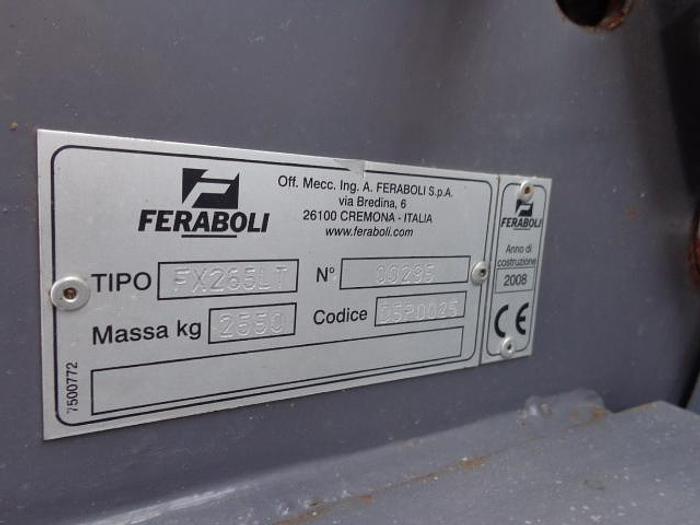 FERABOLI
Off. Mecc. Ing. A. FERABOLI S.p.A.
via Bredina, 6
26100 CREMONA - ITALIA
www.feraboli.com
TIPO FX265LT N° 00295
Massa kg 2550 Codice D5P0025
7500772
FERABOLI
Anno di
costruzione
2008
CE